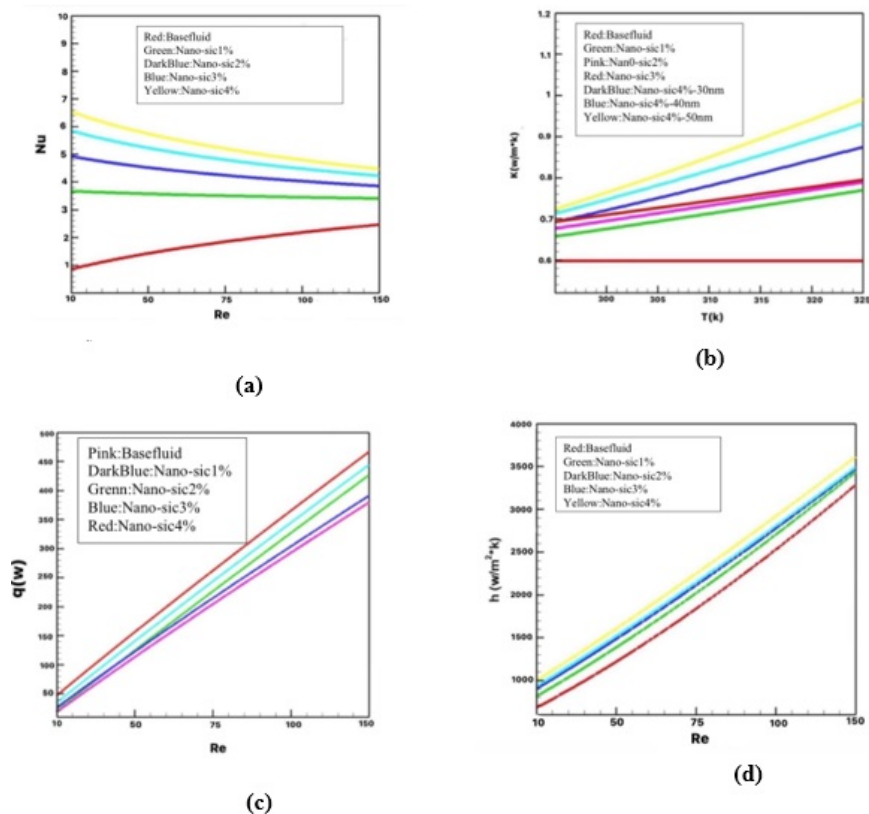 10
9
8
7
6
5
4
3
2
1
Nu
Red:Basefluid
Green:Nano-sic1%
DarkBlue:Nano-sic2%
Blue:Nano-sic3%
Yellow:Nano-sic4%
10 50 75 100 150
Re
(a)
1.2
1
0.9
0.8
0.7
0.6
K(w/m*k)
Red:Basefluid
Green:Nano-sic1%
Pink:Nan0-sic2%
Red:Nano-sic3%
DarkBlue:Nano-sic4%-30nm
Blue:Nano-sic4%-40nm
Yellow:Nano-sic4%-50nm
300 305 310 315 320 325
T(k)
(b)
500
450
400
350
300
250
200
150
100
50
q(w)
Pink:Basefluid
DarkBlue:Nano-sic1%
Grenn:Nano-sic2%
Blue:Nano-sic3%
Red:Nano-sic4%
10 50 75 100 150
Re
(c)
4000
3500
3000
2500
2000
1500
1000
h (w/m²*k)
Red:Basefluid
Green:Nano-sic1%
DarkBlue:Nano-sic2%
Blue:Nano-sic3%
Yellow:Nano-sic4%
10 50 100 150
Re
(d)